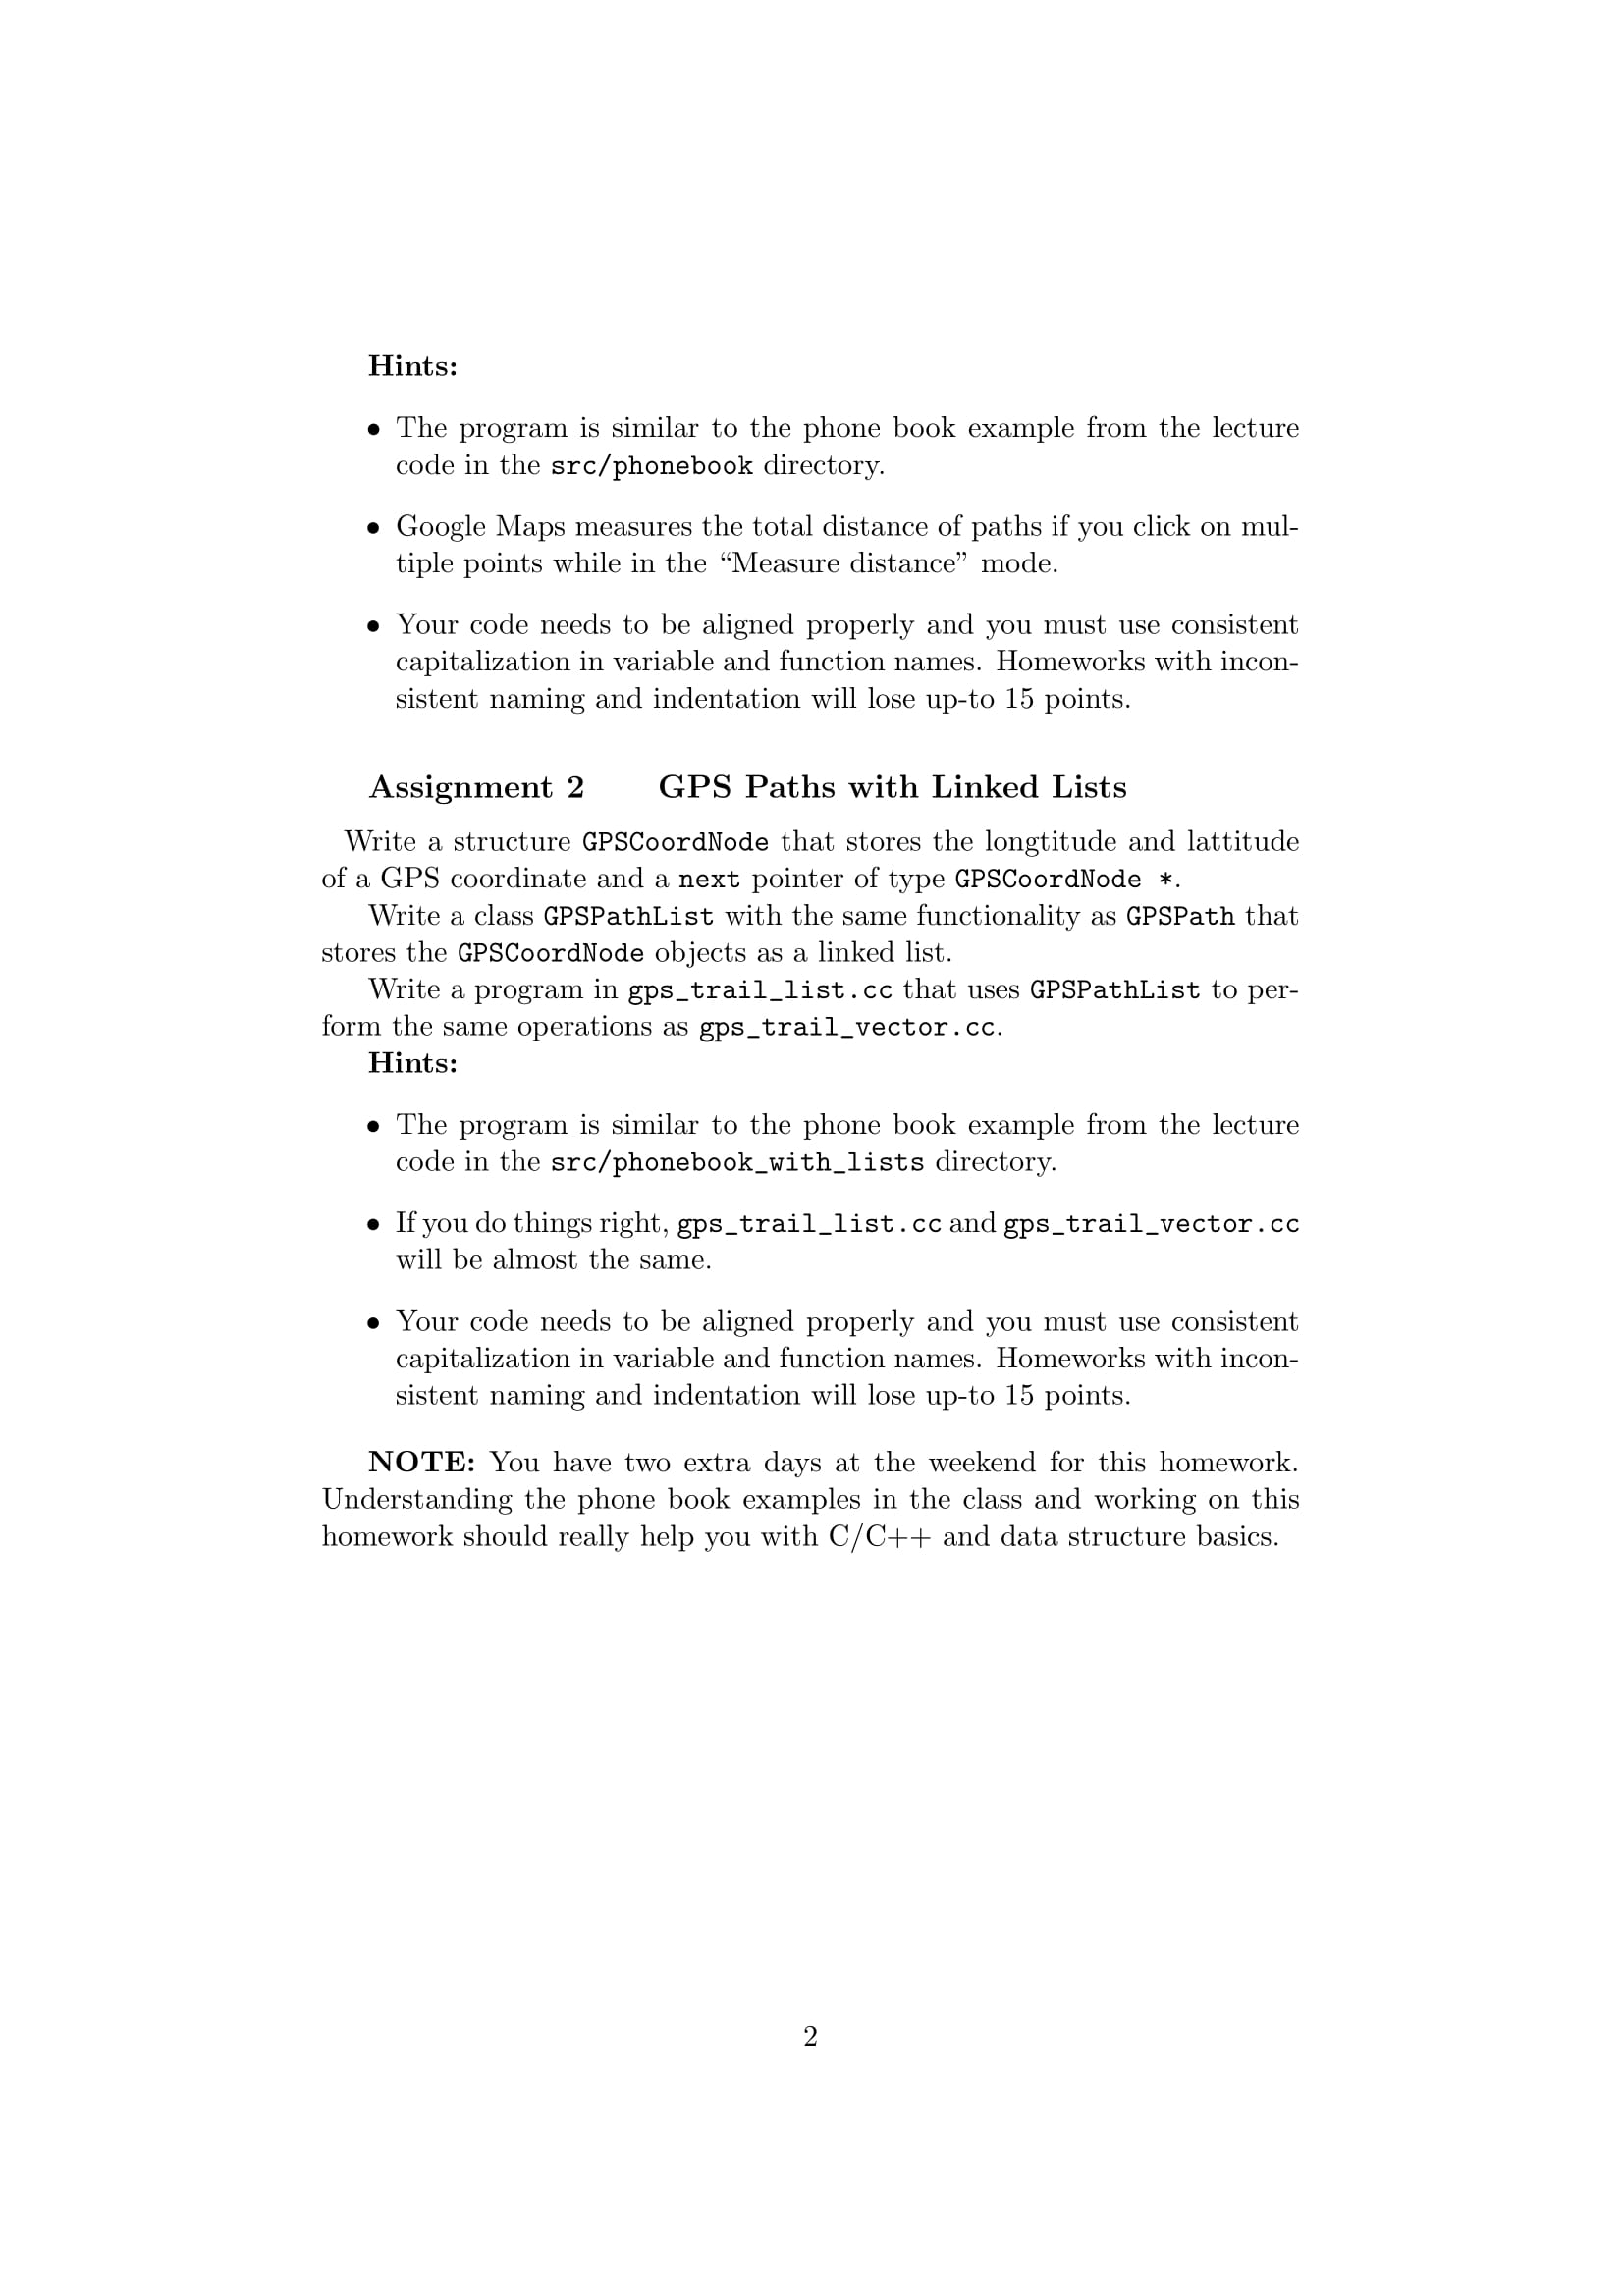 Hints:
• The program is similar to the phone book example from the lecture
code in the src/phonebook directory.
• Google Maps measures the total distance of paths if you click on mul-
tiple points while in the “Measure distance” mode.
• Your code needs to be aligned properly and you must use consistent
capitalization in variable and function names. Homeworks with incon-
sistent naming and indentation will lose up-to 15 points.
Assignment 2 GPS Paths with Linked Lists
Write a structure GPSCoordNode that stores the longtitude and lattitude
of a GPS coordinate and a next pointer of type GPSCoordNode *.
Write a class GPSPathList with the same functionality as GPSPath that
stores the GPSCoordNode objects as a linked list.
Write a program in gps_trail_list.cc that uses GPSPathList to per-
form the same operations as gps_trail_vector.cc.
Hints:
• The program is similar to the phone book example from the lecture
code in the src/phonebook_with_lists directory.
• If you do things right, gps_trail_list.cc and gps_trail_vector.cc
will be almost the same.
• Your code needs to be aligned properly and you must use consistent
capitalization in variable and function names. Homeworks with incon-
sistent naming and indentation will lose up-to 15 points.
NOTE: You have two extra days at the weekend for this homework.
Understanding the phone book examples in the class and working on this
homework should really help you with C/C++ and data structure basics.
2